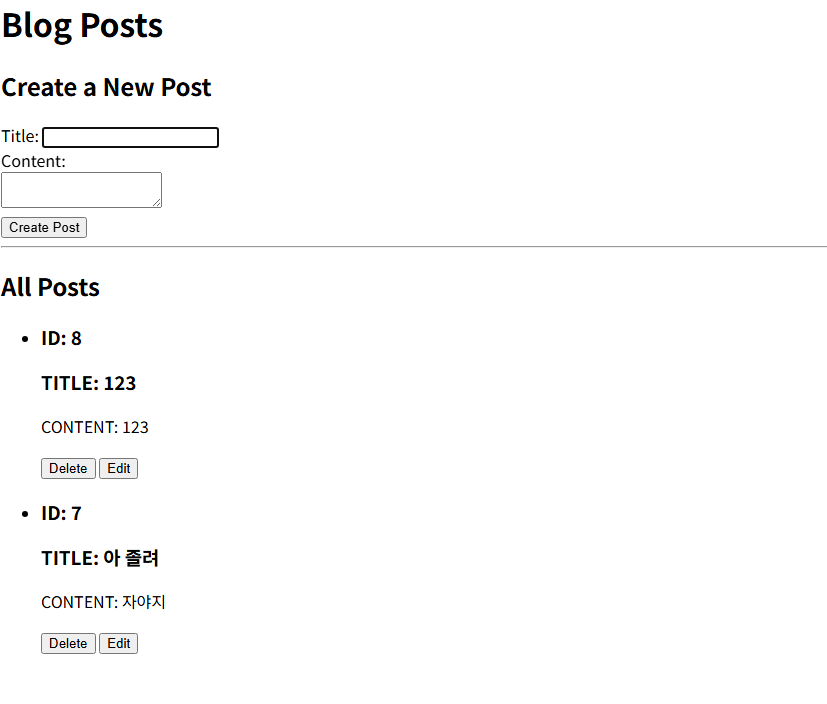 Blog Posts
Create a New Post
Title:
Content:
Create Post
All Posts
ID: 8
TITLE: 123
CONTENT: 123
Delete Edit
ID: 7
TITLE: 아 졸려
CONTENT: 자야지
Delete Edit